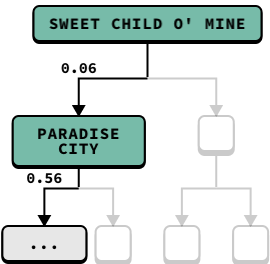 SWEET CHILD O' MINE
0.06
PARADISE
CITY
0.56
...